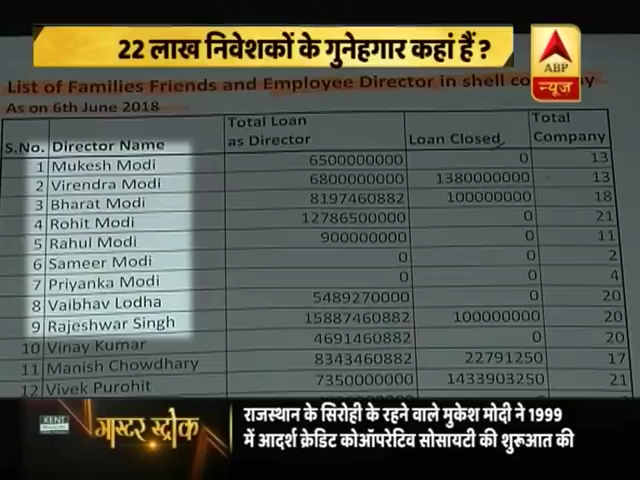 22 लाख निवेशकों के गुनेहगार कहां हैं ?
ABP
न्यूज़
List of Families Friends and Employee Director in shell company
As on 6th June 2018
S.No. Director Name Total Loan as Director Loan Closed Total Company
1 Mukesh Modi 6500000000 0 13
2 Virendra Modi 6800000000 1380000000 13
3 Bharat Modi 8197460882 100000000 18
4 Rohit Modi 12786500000 0 21
5 Rahul Modi 900000000 0 11
6 Sameer Modi 0 0 2
7 Priyanka Modi 0 0 4
8 Vaibhav Lodha 5489270000 0 20
9 Rajeshwar Singh 15887460882 100000000 20
10 Vinay Kumar 4691460882 0 20
11 Manish Chowdhary 8343460882 22791250 17
12 Vivek Purohit 7350000000 1433903250 21
KENT
मास्टर स्ट्रोक
राजस्थान के सिरोही के रहने वाले मुकेश मोदी ने 1999
में आदर्श क्रेडिट कोऑपरेटिव सोसायटी की शुरूआत की